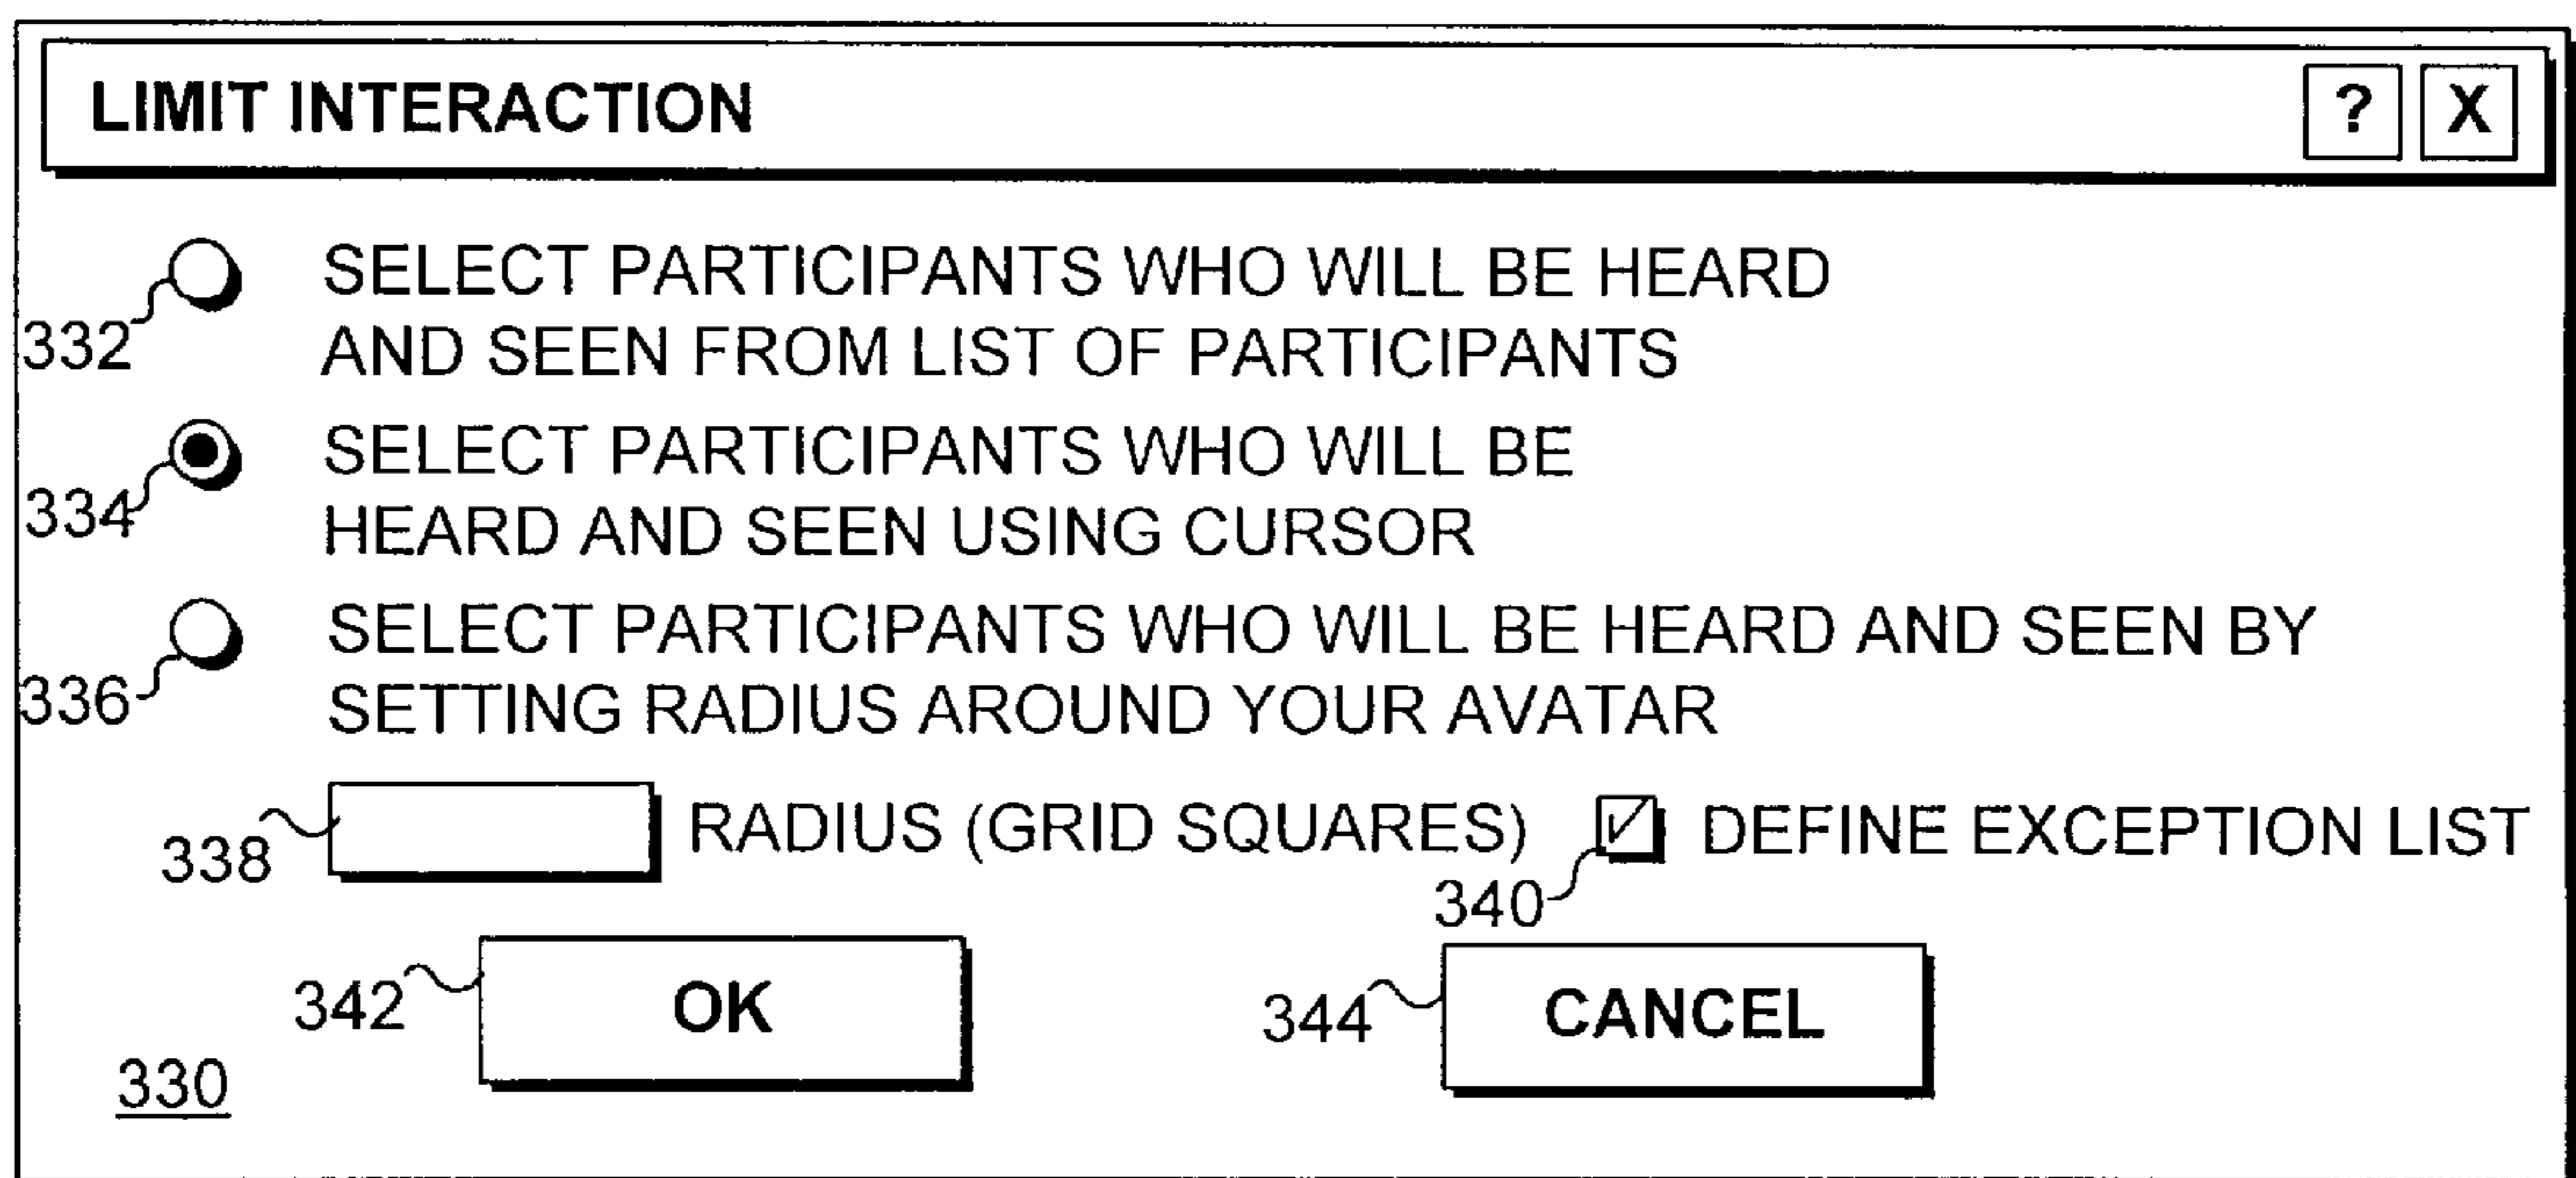 LIMIT INTERACTION ? X
SELECT PARTICIPANTS WHO WILL BE HEARD
332 AND SEEN FROM LIST OF PARTICIPANTS
SELECT PARTICIPANTS WHO WILL BE
334 HEARD AND SEEN USING CURSOR
SELECT PARTICIPANTS WHO WILL BE HEARD AND SEEN BY
336 SETTING RADIUS AROUND YOUR AVATAR
338 RADIUS (GRID SQUARES) DEFINE EXCEPTION LIST
340
342 OK 344 CANCEL
330